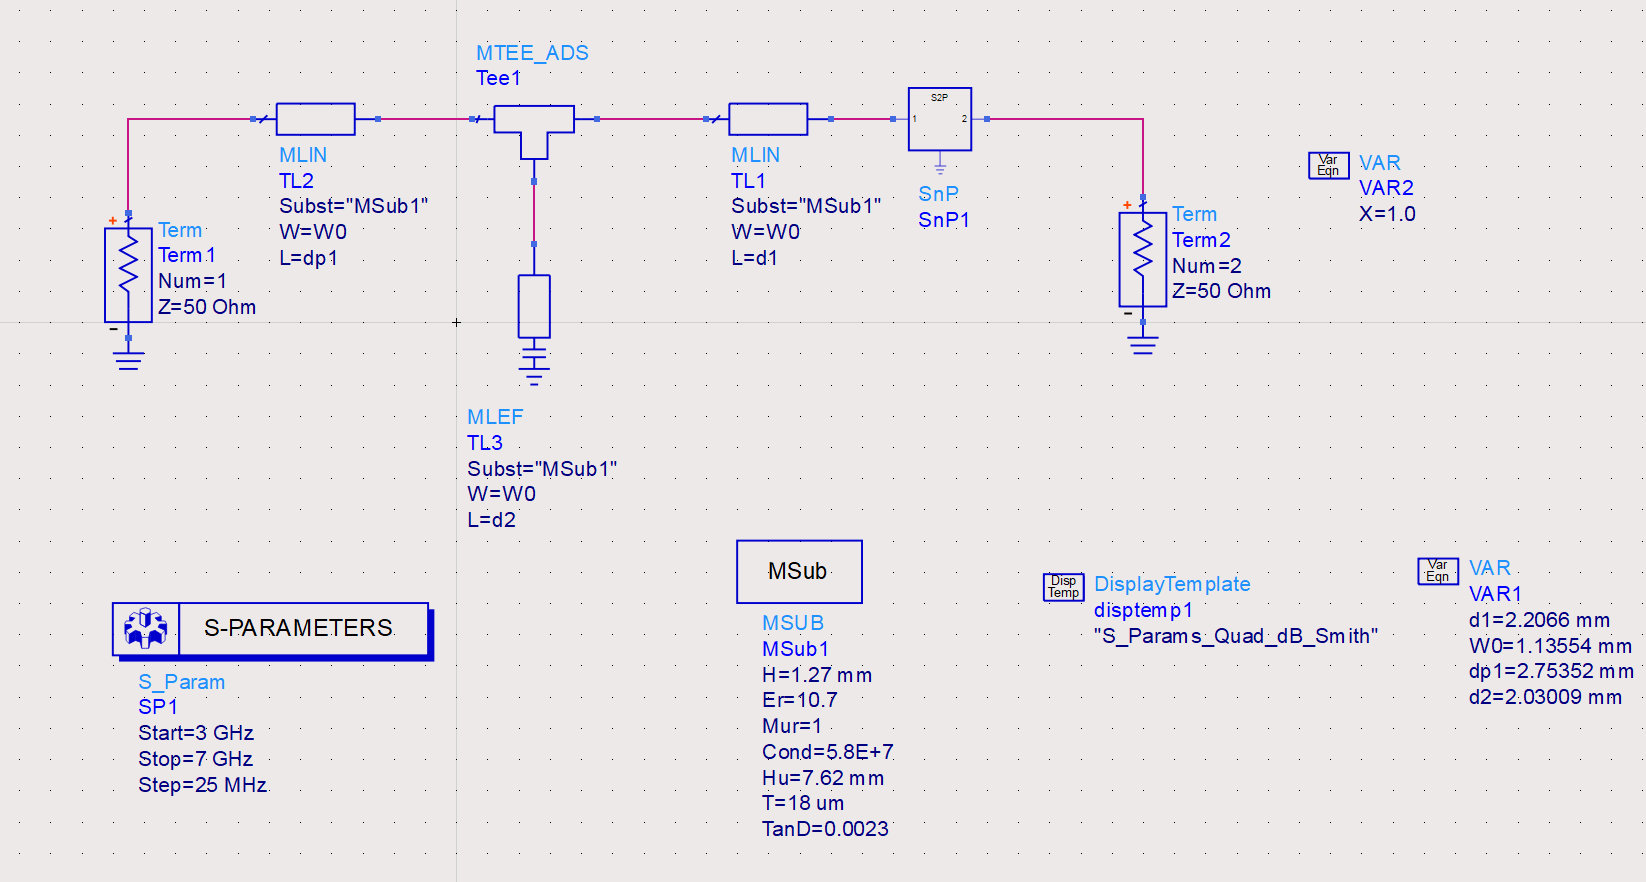 MTEE_ADS
Tee1
MLIN
TL2
Subst="MSub1"
W=W0
L=dp1
MLIN
TL1
Subst="MSub1"
W=W0
L=d1
S2P
1
2
SnP
SnP1
Var
Eqn
VAR
VAR2
X=1.0
+
Term
Term1
Num=1
Z=50 Ohm
-
+
Term
Term2
Num=2
Z=50 Ohm
-
MLEF
TL3
Subst="MSub1"
W=W0
L=d2
S-PARAMETERS
S_Param
SP1
Start=3 GHz
Stop=7 GHz
Step=25 MHz
MSub
MSUB
MSub1
H=1.27 mm
Er=10.7
Mur=1
Cond=5.8E+7
Hu=7.62 mm
T=18 um
TanD=0.0023
Disp
Temp
DisplayTemplate
disptemp1
"S_Params_Quad_dB_Smith"
Var
Eqn
VAR
VAR1
d1=2.2066 mm
W0=1.13554 mm
dp1=2.75352 mm
d2=2.03009 mm